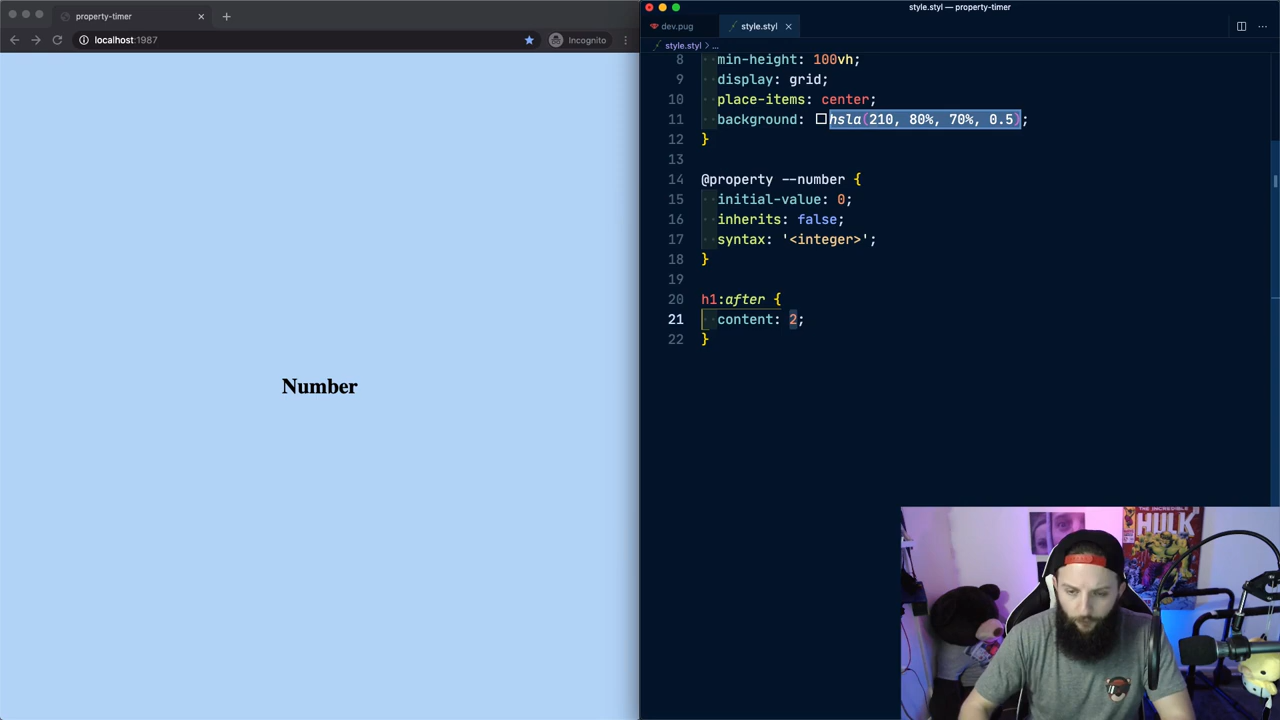 property-timer
localhost:1987
Incognito
Number
style.styl — property-timer
dev.pug
style.styl
style.styl > ...
8 min-height: 100vh;
9 display: grid;
10 place-items: center;
11 background: hsla(210, 80%, 70%, 0.5);
12 }
13
14 @property --number {
15 initial-value: 0;
16 inherits: false;
17 syntax: '<integer>';
18 }
19
20 h1:after {
21 content: 2;
22 }
THE INCREDIBLE
HULK